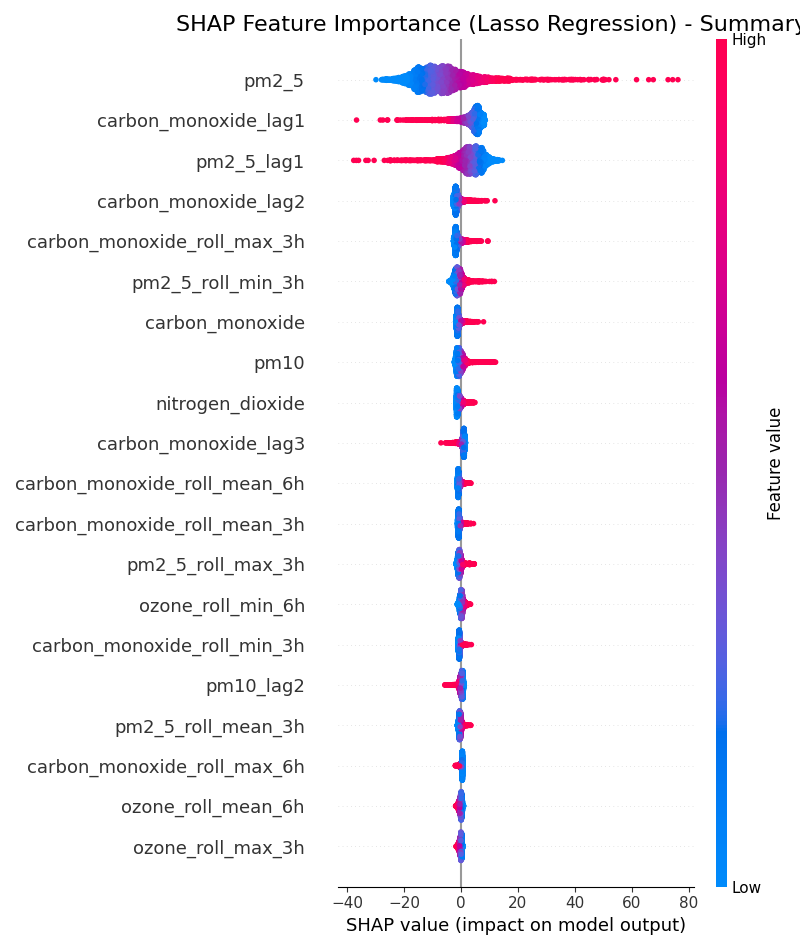 SHAP Feature Importance (Lasso Regression) - Summary
High
pm2_5
carbon_monoxide_lag1
pm2_5_lag1
carbon_monoxide_lag2
carbon_monoxide_roll_max_3h
pm2_5_roll_min_3h
carbon_monoxide
pm10
nitrogen_dioxide
carbon_monoxide_lag3
carbon_monoxide_roll_mean_6h
carbon_monoxide_roll_mean_3h
pm2_5_roll_max_3h
ozone_roll_min_6h
carbon_monoxide_roll_min_3h
pm10_lag2
pm2_5_roll_mean_3h
carbon_monoxide_roll_max_6h
ozone_roll_mean_6h
ozone_roll_max_3h
Feature value
Low
−40 −20 0 20 40 60 80
SHAP value (impact on model output)